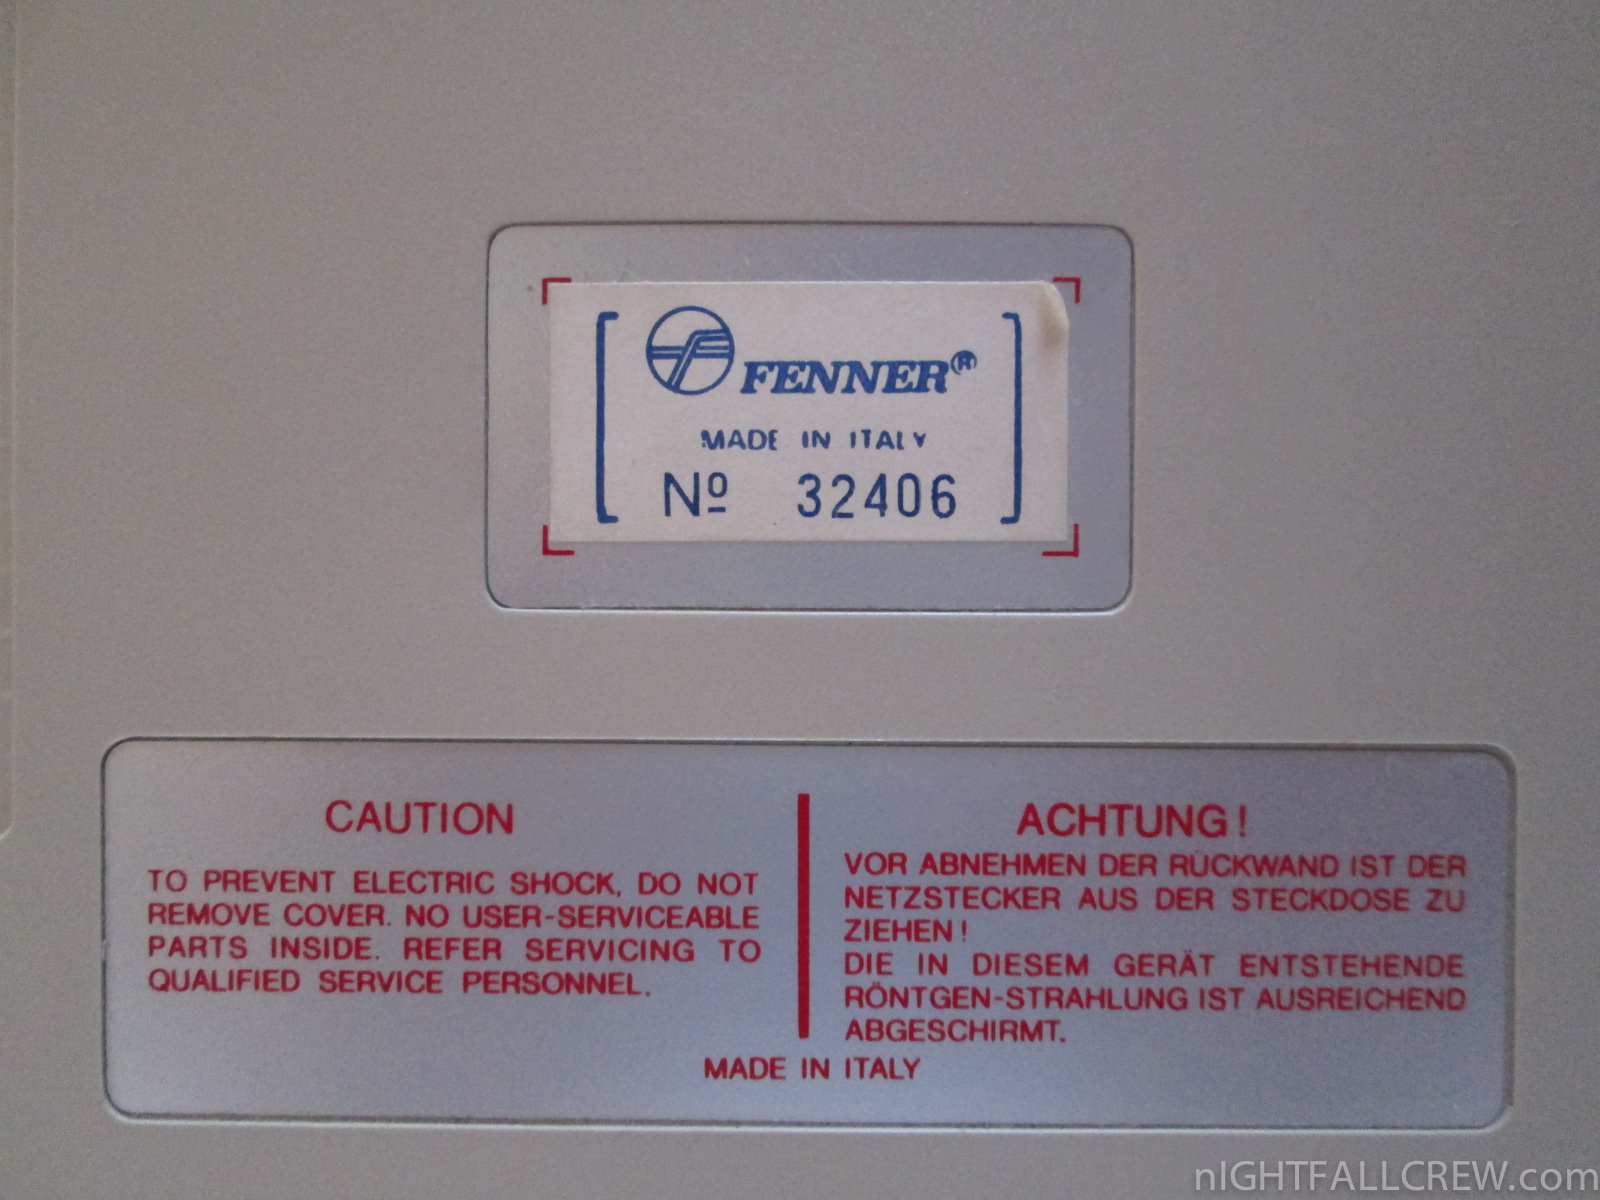 FENNER®
MADE IN ITALY
Nº 32406
CAUTION
TO PREVENT ELECTRIC SHOCK, DO NOT
REMOVE COVER. NO USER-SERVICEABLE
PARTS INSIDE. REFER SERVICING TO
QUALIFIED SERVICE PERSONNEL.
ACHTUNG!
VOR ABNEHMEN DER RÜCKWAND IST DER
NETZSTECKER AUS DER STECKDOSE ZU
ZIEHEN!
DIE IN DIESEM GERÄT ENTSTEHENDE
RÖNTGEN-STRAHLUNG IST AUSREICHEND
ABGESCHIRMT.
MADE IN ITALY
nIGHTFALLCREW.com